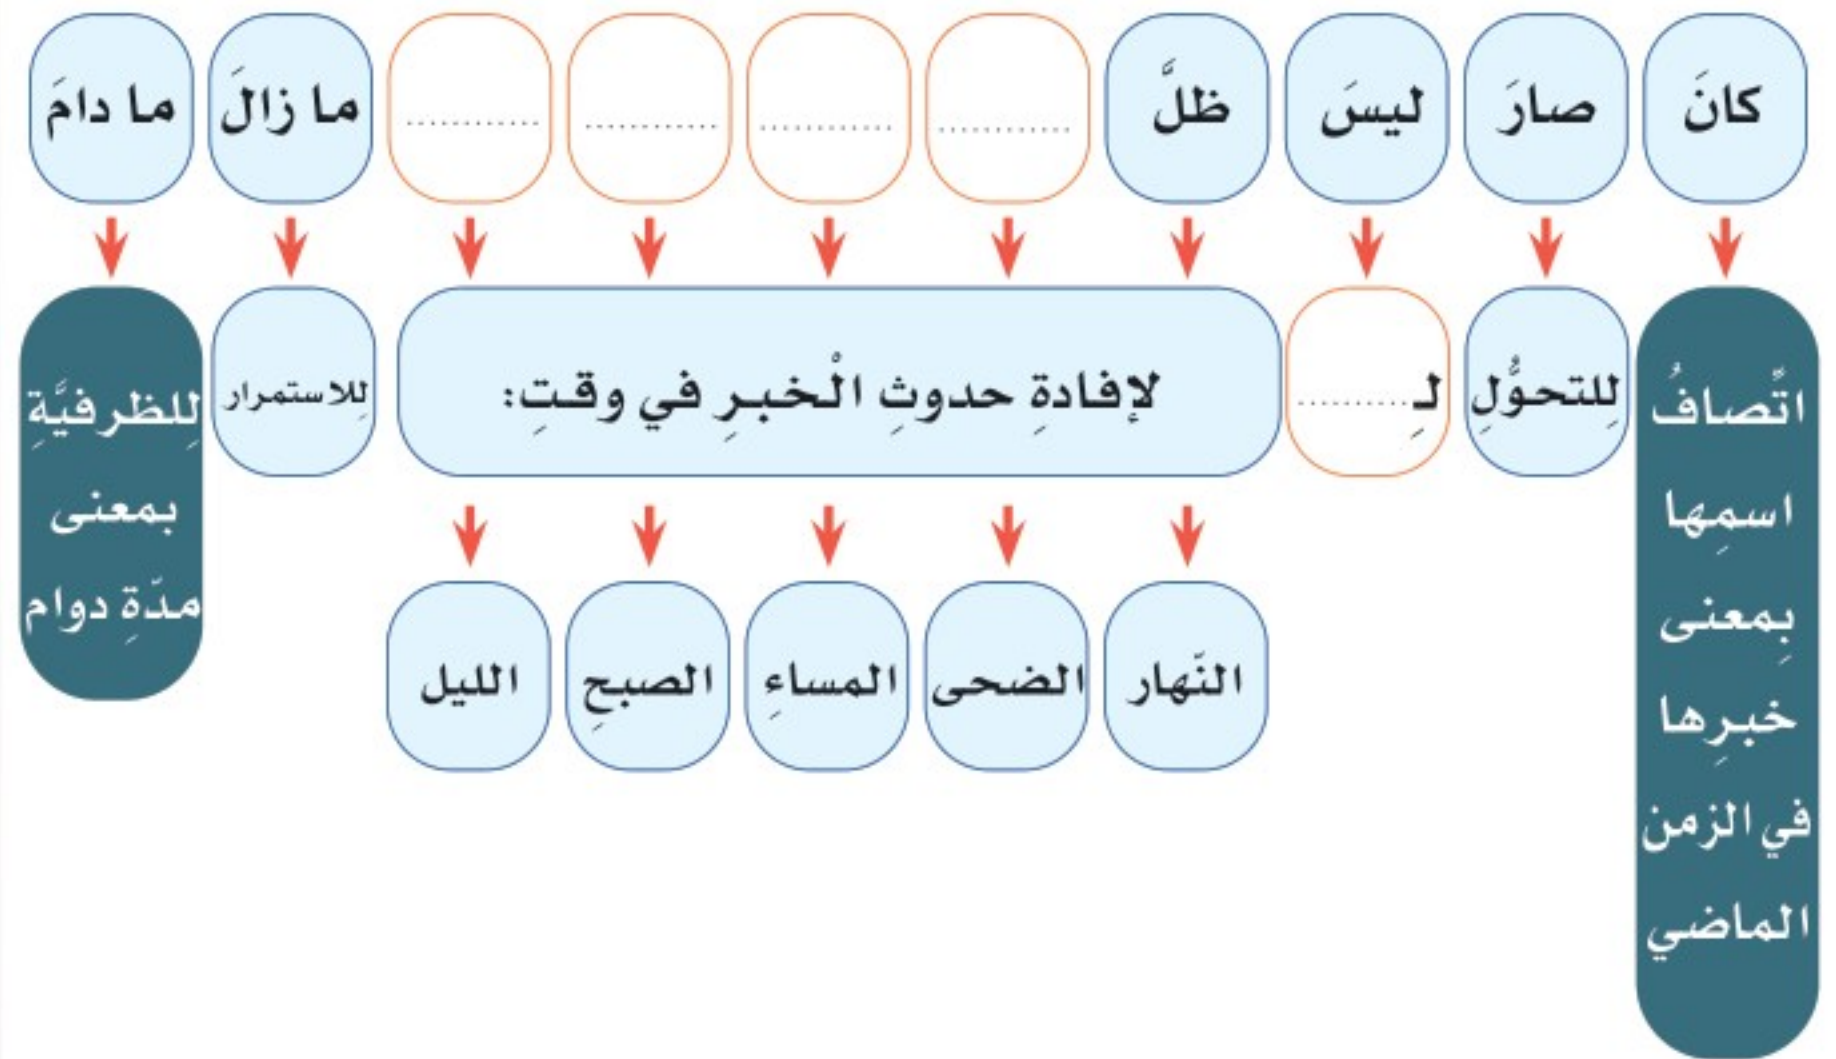 كانَ
صارَ
ليسَ
ظلَّ
............
............
............
............
ما زالَ
ما دامَ
اتِّصافُ
اسمِها
بِمعنى
خبرِها
في الزمن
الماضي
لِلتحوُّلِ
لِـ..........
لإفادةِ حدوثِ الْخبرِ في وقتِ:
لِلاستمرار
لِلظرفيَّةِ
بمعنى
مدّةِ دوام
النّهار
الضحى
المساءِ
الصبحِ
الليل